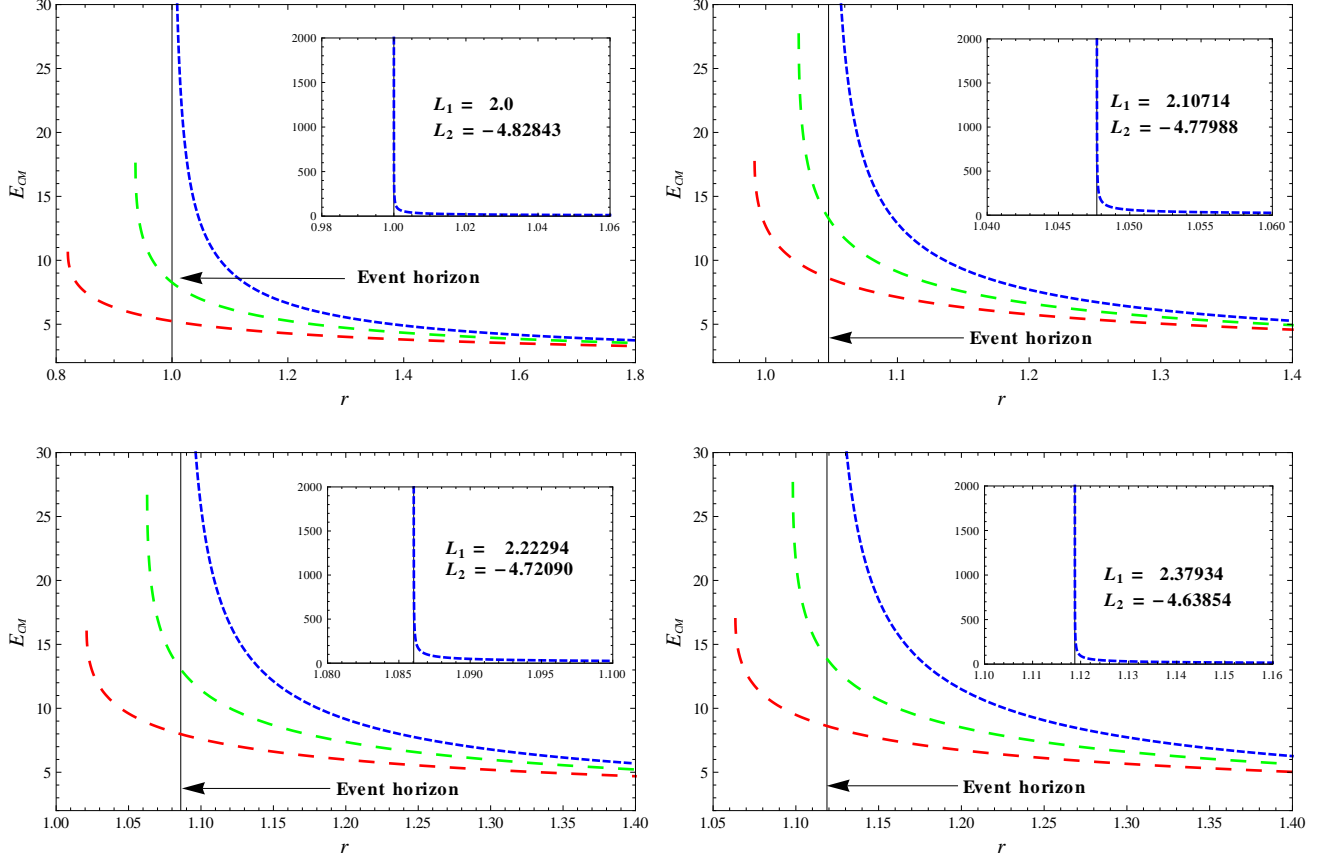 30
25
20
15
10
5
E_CM
0.8 1.0 1.2 1.4 1.6 1.8
r
2000
1500
1000
500
0
0.98 1.00 1.02 1.04 1.06
L₁ = 2.0
L₂ = −4.82843
Event horizon
30
25
20
15
10
5
E_CM
1.0 1.1 1.2 1.3 1.4
r
2000
1500
1000
500
0
1.040 1.045 1.050 1.055 1.060
L₁ = 2.10714
L₂ = −4.77988
Event horizon
30
25
20
15
10
5
E_CM
1.00 1.05 1.10 1.15 1.20 1.25 1.30 1.35 1.40
r
2000
1500
1000
500
0
1.080 1.085 1.090 1.095 1.100
L₁ = 2.22294
L₂ = −4.72090
Event horizon
30
25
20
15
10
5
E_CM
1.05 1.10 1.15 1.20 1.25 1.30 1.35 1.40
r
2000
1500
1000
500
0
1.10 1.11 1.12 1.13 1.14 1.15 1.16
L₁ = 2.37934
L₂ = −4.63854
Event horizon